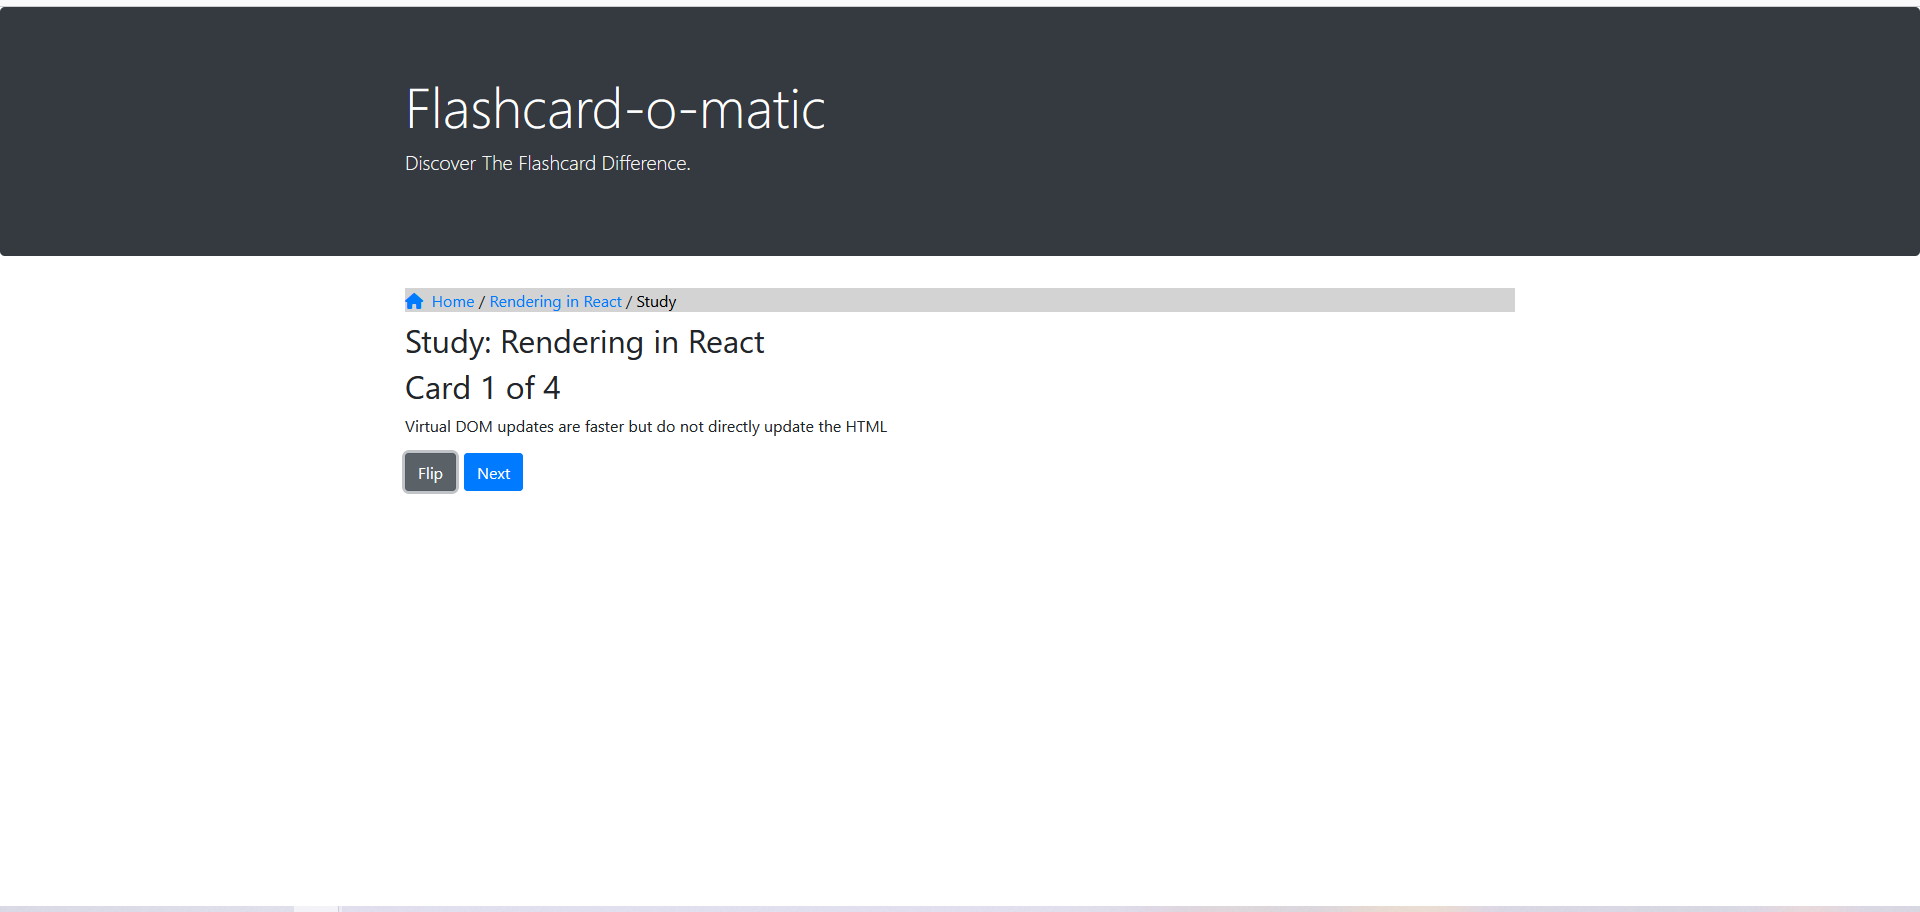 Flashcard-o-matic
Discover The Flashcard Difference.
Home / Rendering in React / Study
Study: Rendering in React
Card 1 of 4
Virtual DOM updates are faster but do not directly update the HTML
Flip Next